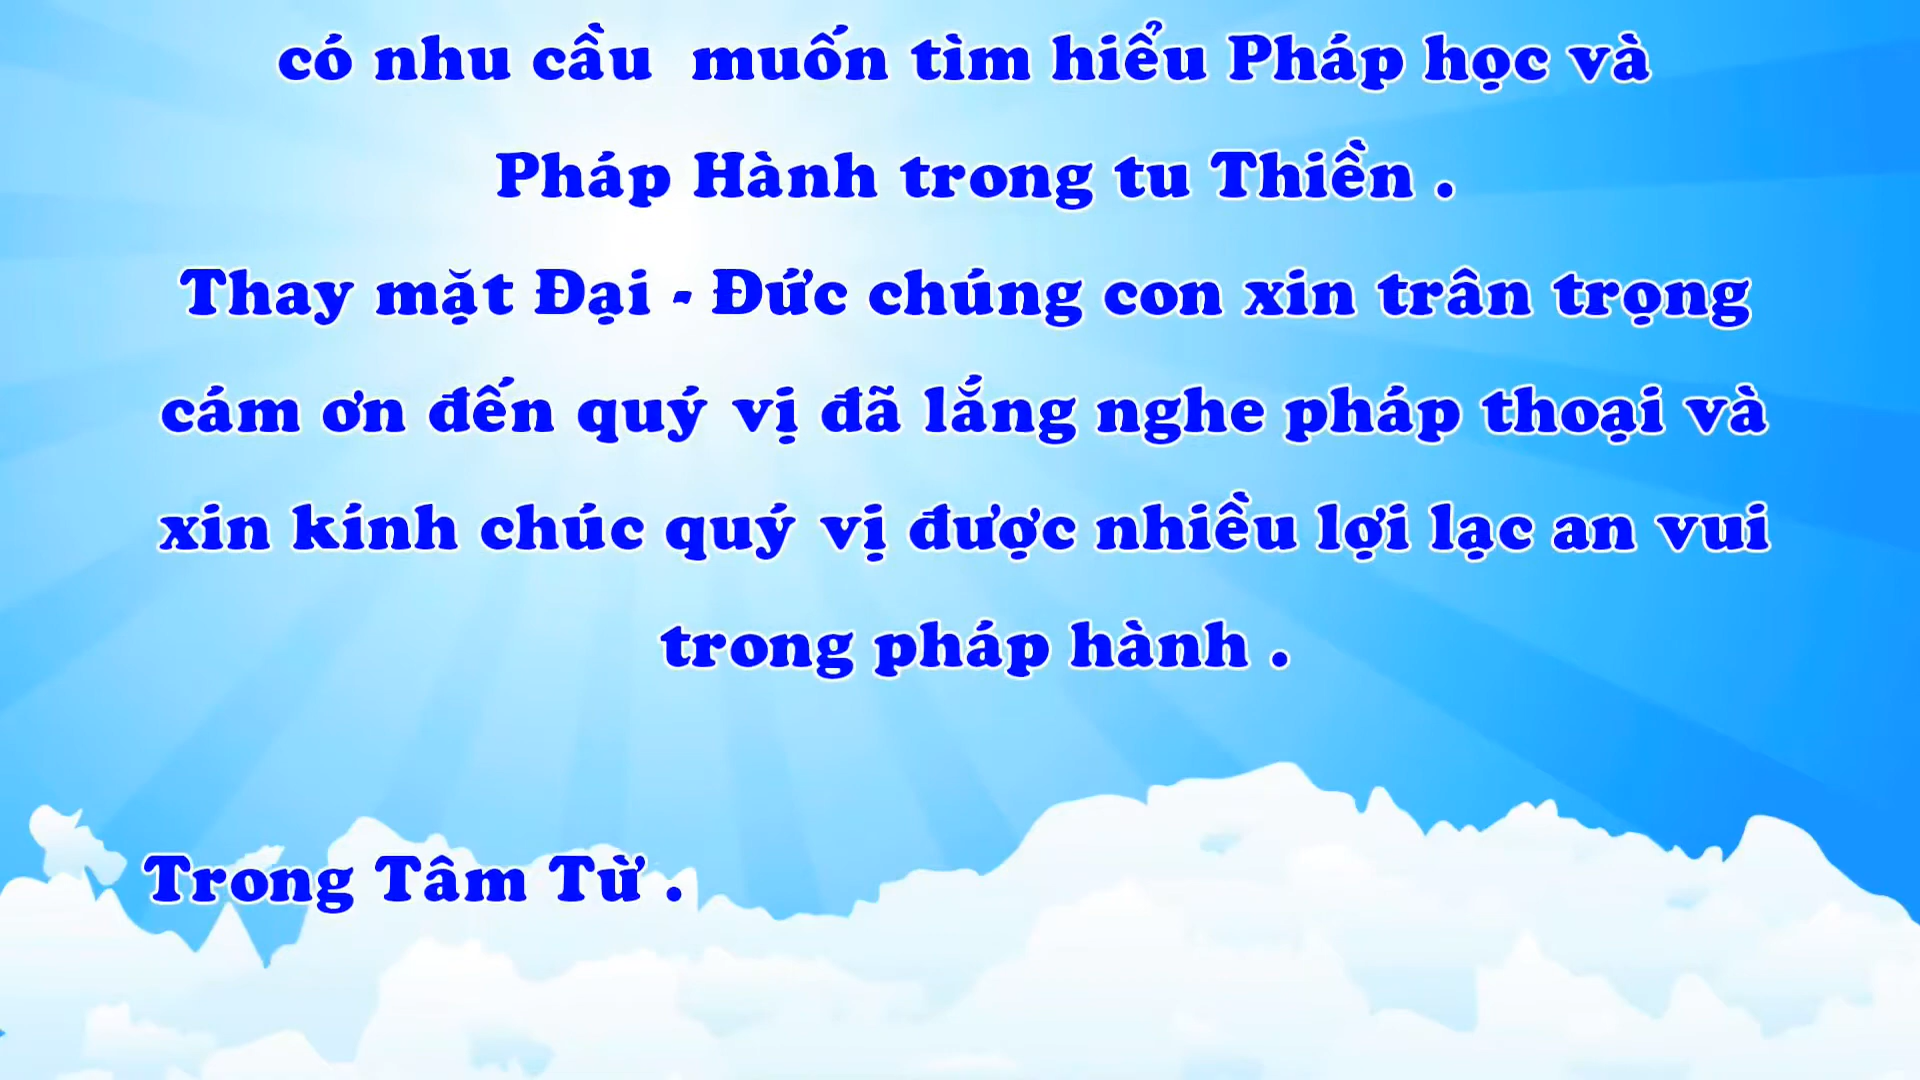 có nhu cầu  muốn tìm hiểu Pháp học và
Pháp Hành trong tu Thiền .
Thay mặt Đại - Đức chúng con xin trân trọng
cám ơn đến quý vị đã lắng nghe pháp thoại và
xin kính chúc quý vị được nhiều lợi lạc an vui
trong pháp hành .
Trong Tâm Từ .